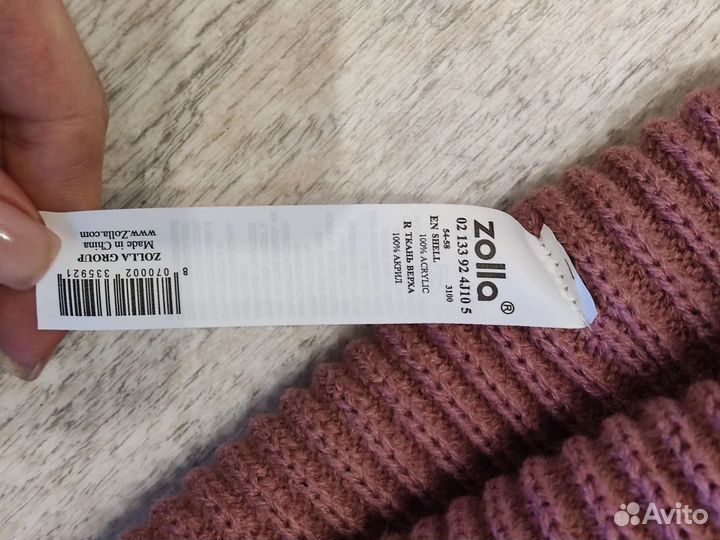 zolla®
02 133 92 4J10 5
54-58 3100
EN SHELL
100% ACRYLIC
R ТКАНЬ ВЕРХА
100% АКРИЛ
ZOLLA GROUP
Made in China
www.Zolla.com
8 070002 335921
Avito